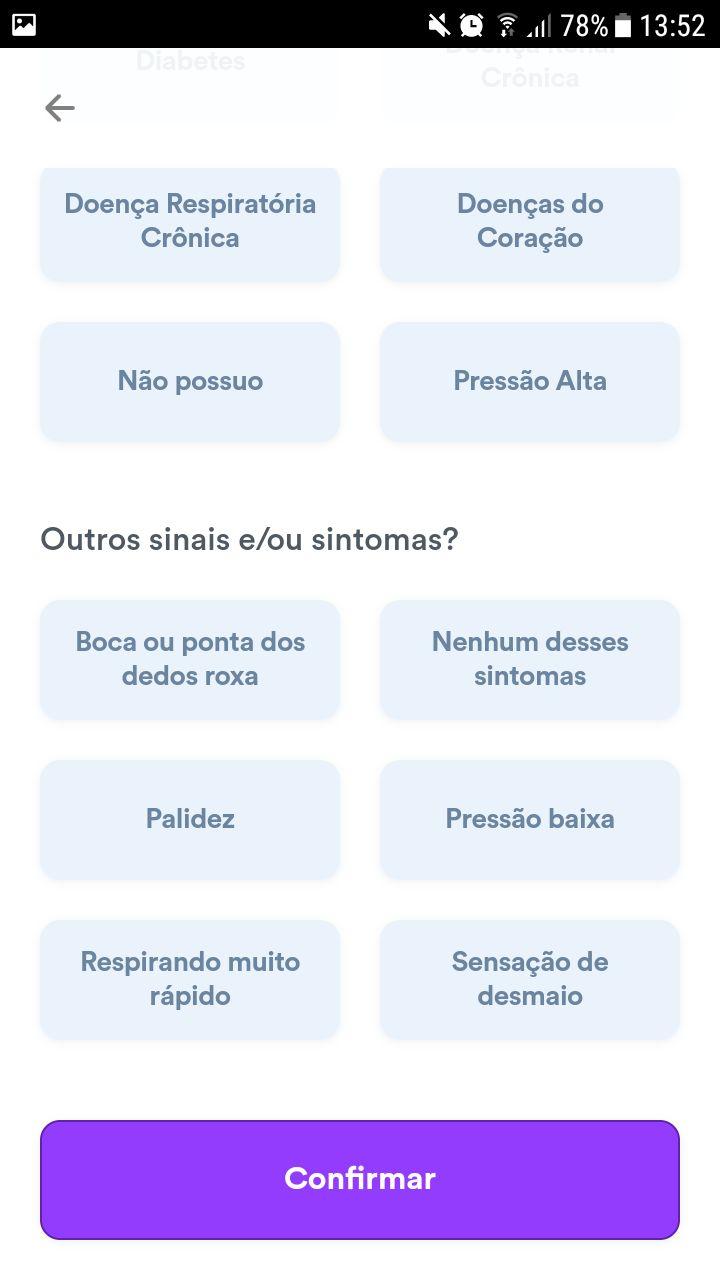 78% 13:52
Diabetes
Doença Renal
Crônica
Doença Respiratória
Crônica
Doenças do
Coração
Não possuo
Pressão Alta
Outros sinais e/ou sintomas?
Boca ou ponta dos
dedos roxa
Nenhum desses
sintomas
Palidez
Pressão baixa
Respirando muito
rápido
Sensação de
desmaio
Confirmar